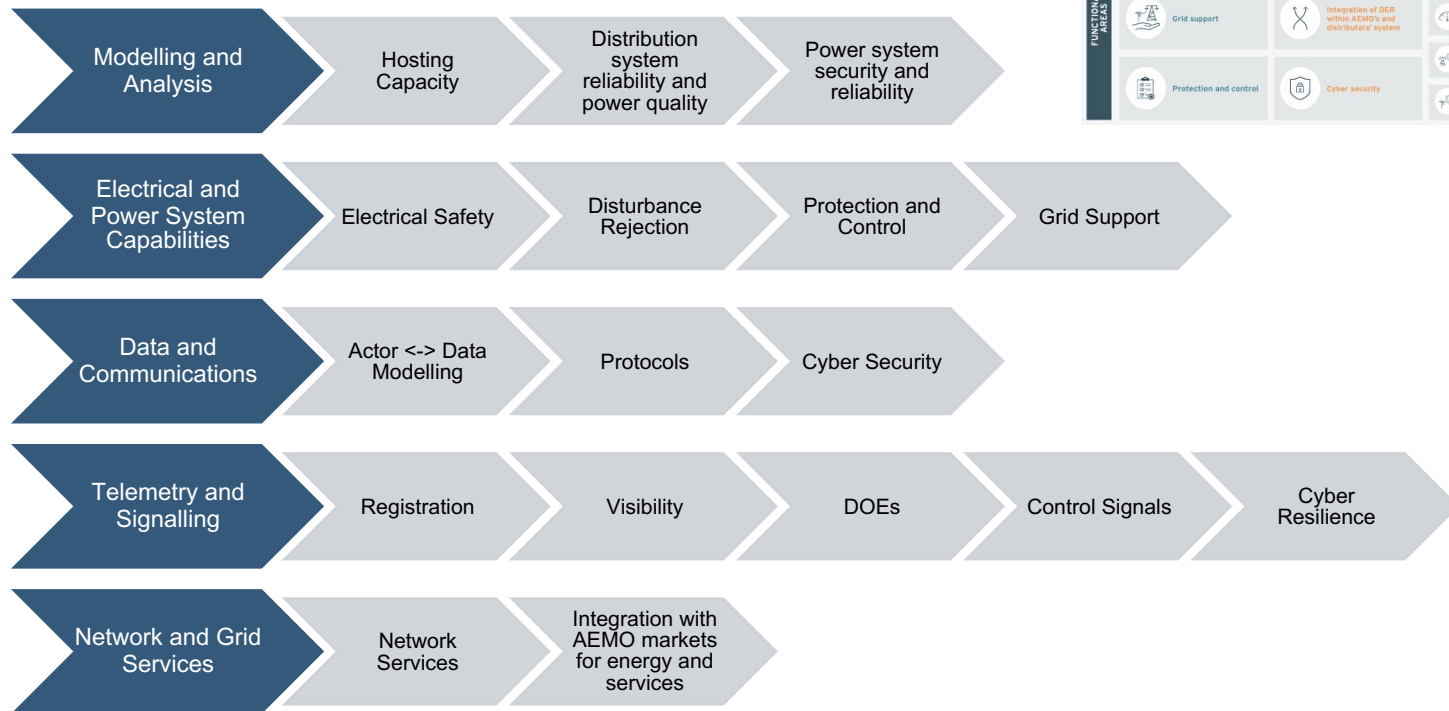 Modelling and
Analysis
Hosting
Capacity
Distribution
system
reliability and
power quality
Power system
security and
reliability
FUNCTIONAL
AREAS
Grid support
Integration of DER
within AEMO's and
distributors' system
Protection and control
Cyber security
Electrical and
Power System
Capabilities
Electrical Safety
Disturbance
Rejection
Protection and
Control
Grid Support
Data and
Communications
Actor <-> Data
Modelling
Protocols
Cyber Security
Telemetry and
Signalling
Registration
Visibility
DOEs
Control Signals
Cyber
Resilience
Network and Grid
Services
Network
Services
Integration with
AEMO markets
for energy and
services